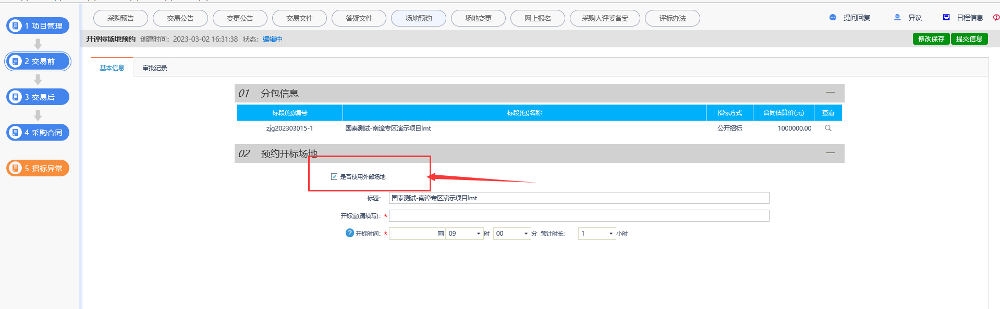 采购预告 交易公告 变更公告 交易文件 答疑文件 场地预约 场地变更 网上报名 采购人评委备案 评标办法 提问回复 异议 日程信息
1 项目管理
2 交易前
3 交易后
4 采购合同
5 招标异常
开评标场地预约 创建时间: 2023-03-02 16:31:38 状态: 编辑中 修改保存 提交信息
基本信息 审批记录
01 分包信息
标段(包)编号 标段(包)名称 招标方式 合同估算价(元) 查看
zjg202303015-1 国泰测试-南漳专区演示项目lmt 公开招标 1000000.00
02 预约开标场地
是否使用外部场地
标题: 国泰测试-南漳专区演示项目lmt
开标室(请填写): *
? 开标时间: * 09 时 00 分 预计时长: 1 小时